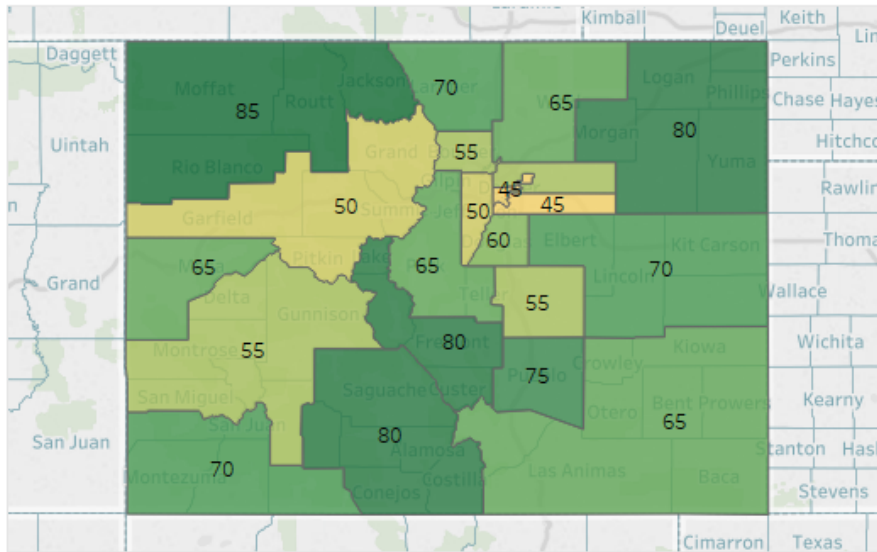 Kimball
Keith
Deuel
Daggett
Perkins
Moffat
Jackson
Larimer
70
Logan
Phillips
Chase
Hayes
85
Routt
65
Uintah
Morgan
80
Hitchco
Rio Blanco
Grand
Boulder
55
Yuma
Gilpin
45
Rawlin
50
Summit
50
45
Garfield
60
Elbert
Kit Carson
Thoma
Pitkin
Lake
65
65
Park
Douglas
70
Grand
Lincoln
Delta
Teller
Wallace
Gunnison
55
Montrose
55
Fremont
80
Wichita
Kiowa
Crowley
75
Pueblo
San Miguel
Saguache
Custer
Kearny
Otero
Bent
Prowers
65
San Juan
San Juan
80
Alamosa
Stanton
Has
70
Montezuma
Las Animas
Baca
Costilla
Conejos
Stevens
Cimarron
Texas